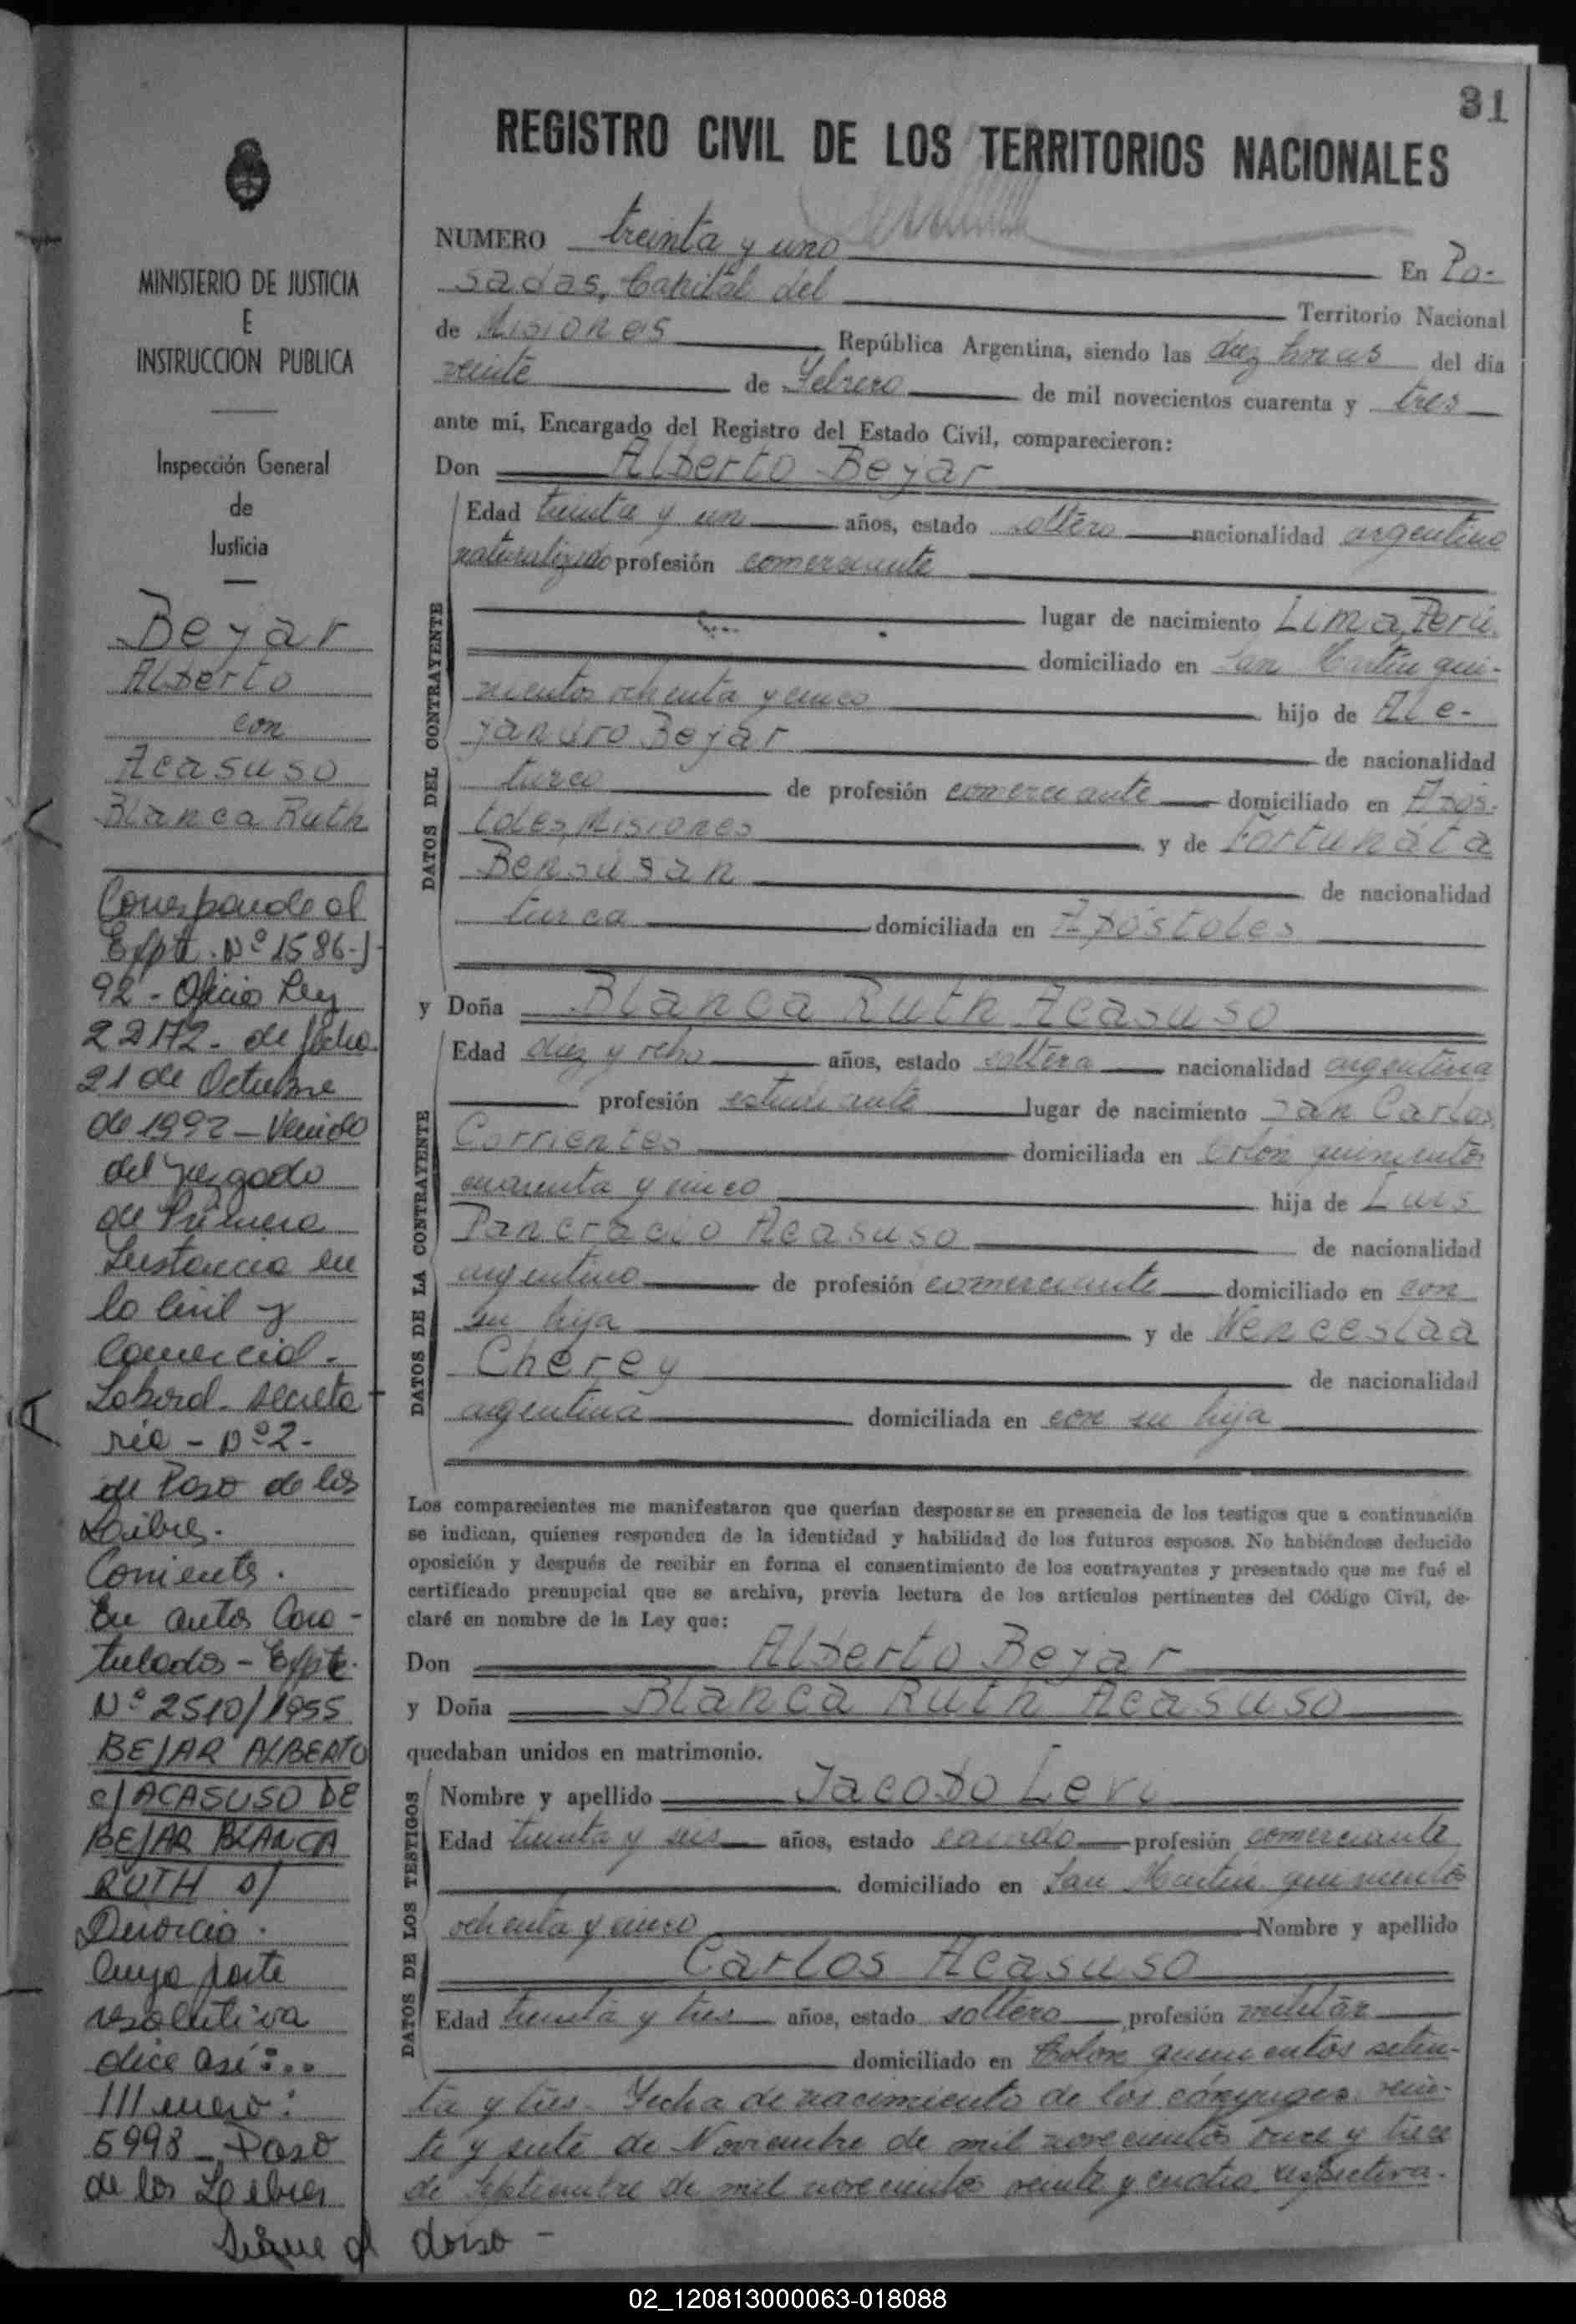 31
REGISTRO CIVIL DE LOS TERRITORIOS NACIONALES
MINISTERIO DE JUSTICIA
E
INSTRUCCION PUBLICA
Inspección General
de
Justicia
Bejar
Alberto
con
Acasuso
Blanca Ruth
Corresponde al
Expte. Nº 1586-J-
92 - Oficio Ley
22172 - de fecha
21 de Octubre
de 1992 - Venido
del Juzgado
de Primera
Instancia en
lo Civil y
Comercial -
Laboral - secreta
ría - Nº 2 -
de Paso de los
Libres -
Corrientes.
En autos Cara-
tulados - Expte.
Nº 2510/1955
BEJAR ALBERTO
c/ ACASUSO DE
BEJAR BLANCA
RUTH s/
Divorcio.
Cuya parte
resolutiva
dice así:..
///mero:
5998 - Paso
de los Libres
Sigue al dorso -
NUMERO treinta y uno En Po-
sadas, Capital del Territorio Nacional
de Misiones República Argentina, siendo las diez horas del día
veinte de Febrero de mil novecientos cuarenta y tres
ante mí, Encargado del Registro del Estado Civil, comparecieron:
Don Alberto Bejar
DATOS DEL CONTRAYENTE
Edad treinta y un años, estado soltero nacionalidad argentino
naturalizado profesión comerciante
lugar de nacimiento Lima, Perú.
domiciliado en San Martín qui-
nientos ochenta y cinco hijo de Ale-
jandro Bejar de nacionalidad
turco de profesión comerciante domiciliado en Após-
toles, Misiones y de Fortunata
Bensusan de nacionalidad
turca domiciliada en Apóstoles
y Doña Blanca Ruth Acasuso
DATOS DE LA CONTRAYENTE
Edad diez y ocho años, estado soltera nacionalidad argentina
profesión estudiante lugar de nacimiento San Carlos,
Corrientes domiciliada en Colón quinientos
cuarenta y cinco hija de Luis
Pancracio Acasuso de nacionalidad
argentino de profesión comerciante domiciliado en con
su hija y de Wenceslaa
Cherey de nacionalidad
argentina domiciliada en con su hija
Los comparecientes me manifestaron que querían desposarse en presencia de los testigos que a continuación
se indican, quienes responden de la identidad y habilidad de los futuros esposos. No habiéndose deducido
oposición y después de recibir en forma el consentimiento de los contrayentes y presentado que me fué el
certificado prenupcial que se archiva, previa lectura de los artículos pertinentes del Código Civil, de-
claré en nombre de la Ley que:
Don Alberto Bejar
y Doña Blanca Ruth Acasuso
quedaban unidos en matrimonio.
DATOS DE LOS TESTIGOS
Nombre y apellido Jacobo Levi
Edad treinta y seis años, estado casado profesión comerciante
domiciliado en San Martín quinientos
ochenta y cinco Nombre y apellido
Carlos Acasuso
Edad treinta y tres años, estado soltero profesión militar
domiciliado en Colón quinientos seten-
ta y tres. Fecha de nacimiento de los cónyuges: vein-
te y siete de Noviembre de mil novecientos once y trece
de Septiembre de mil novecientos veinte y cuatro respectiva-
02_120813000063-018088